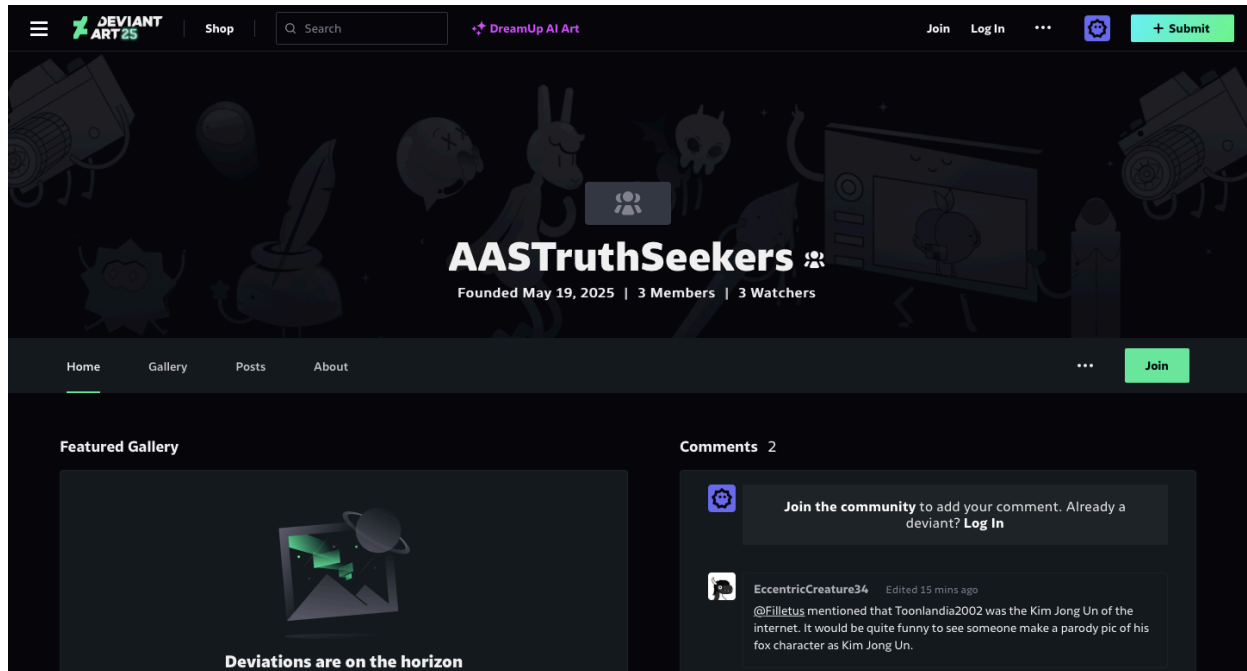 DEVIANT
ART 25
Shop
Search
DreamUp AI Art
Join
Log In
+ Submit
AASTruthSeekers
Founded May 19, 2025 | 3 Members | 3 Watchers
Home
Gallery
Posts
About
Join
Featured Gallery
Deviations are on the horizon
Comments 2
Join the community to add your comment. Already a
deviant? Log In
EccentricCreature34 Edited 15 mins ago
@Filletus mentioned that Toonlandia2002 was the Kim Jong Un of the
internet. It would be quite funny to see someone make a parody pic of his
fox character as Kim Jong Un.